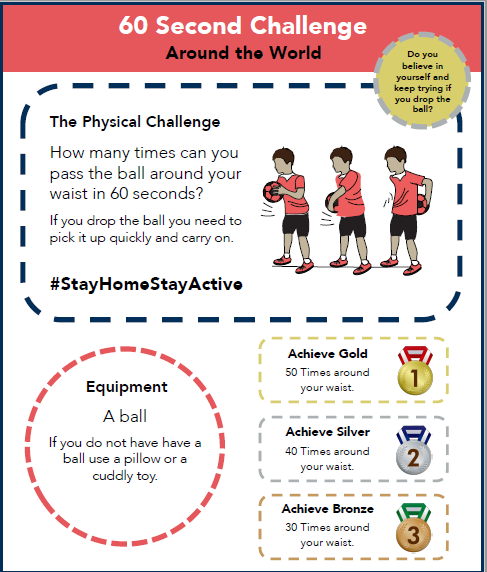 60 Second Challenge
Around the World
Do you
believe in
yourself and
keep trying if
you drop the
ball?
The Physical Challenge
How many times can you
pass the ball around your
waist in 60 seconds?
If you drop the ball you need to
pick it up quickly and carry on.
#StayHomeStayActive
Equipment
A ball
If you do not have have a
ball use a pillow or a
cuddly toy.
Achieve Gold
50 Times around
your waist.
1
Achieve Silver
40 Times around
your waist.
2
Achieve Bronze
30 Times around
your waist.
3